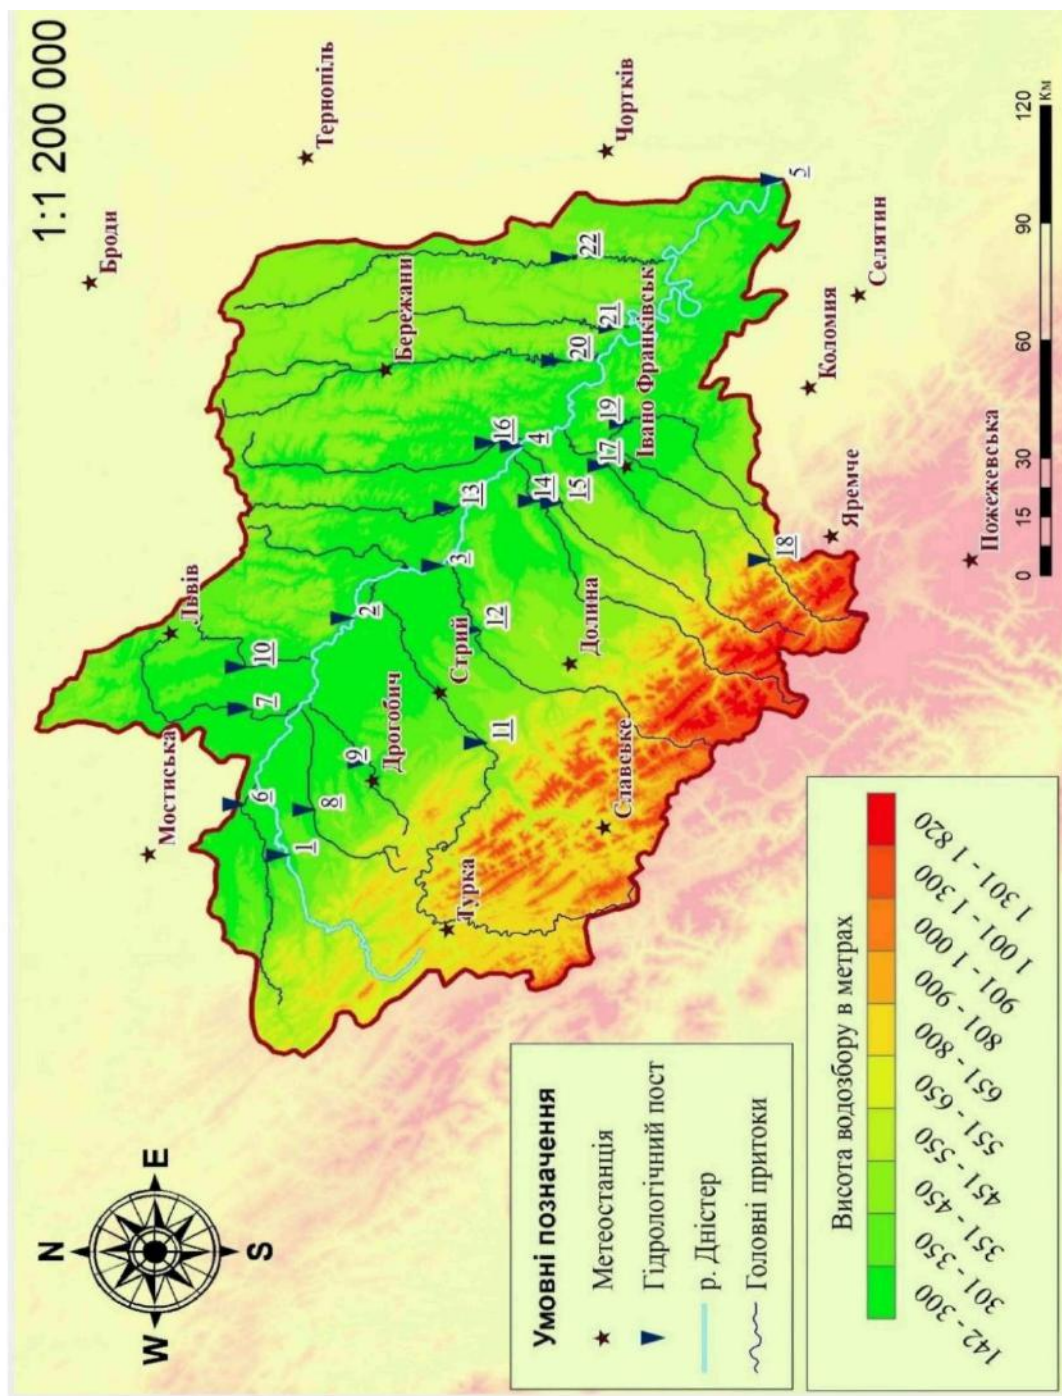 1:1 200 000
N
W
E
S
Броди
Тернопіль
Чортків
Львів
Мостиська
Бережани
Дрогобич
Стрий
Турка
Славське
Долина
Івано Франківськ
Коломия
Селятин
Яремче
Пожежевська
1
2
3
4
5
6
7
8
9
10
11
12
13
14
15
16
17
18
19
20
21
22
Умовні позначення
Метеостанція
Гідрологічний пост
р. Дністер
Головні притоки
Висота водозбору в метрах
142 - 300
301 - 350
351 - 450
451 - 550
551 - 650
651 - 800
801 - 900
901 - 1 000
1 001 - 1 300
1 301 - 1 820
0 15 30 60 90 120
Км